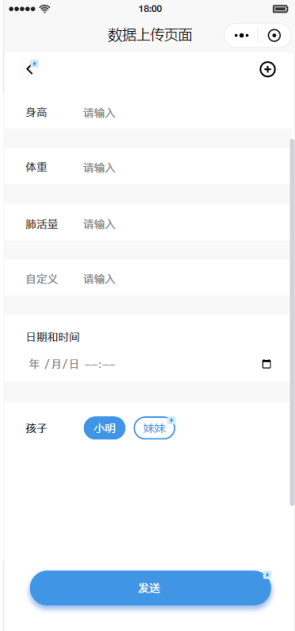 18:00
数据上传页面
身高 请输入
体重 请输入
肺活量 请输入
自定义 请输入
日期和时间
年 /月/日 --:--
孩子 小明 妹妹
发送